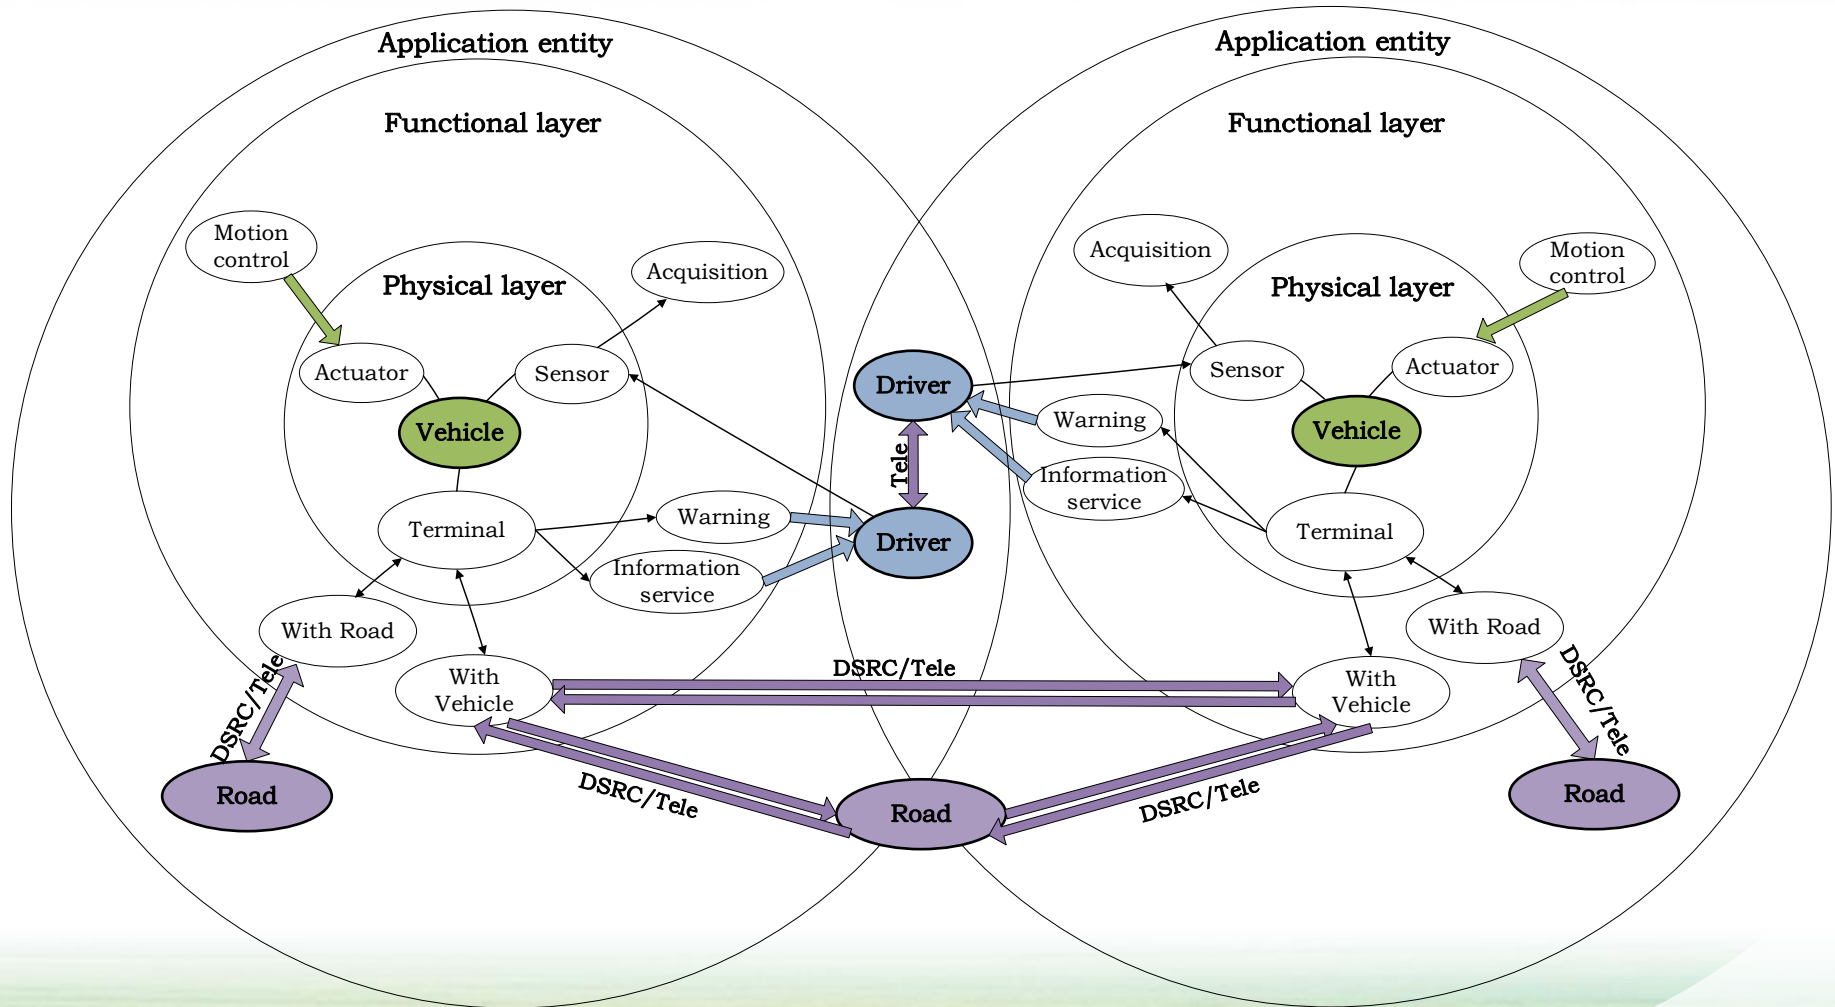 Application entity
Functional layer
Motion
control
Physical layer
Acquisition
Actuator
Sensor
Vehicle
Terminal
Warning
Information
service
With Road
With
Vehicle
DSRC/Tele
Road
DSRC/Tele
Driver
Tele
Driver
DSRC/Tele
Road
Application entity
Functional layer
Acquisition
Motion
control
Physical layer
Sensor
Actuator
Warning
Vehicle
Information
service
Terminal
With Road
With
Vehicle
DSRC/Tele
DSRC/Tele
Road